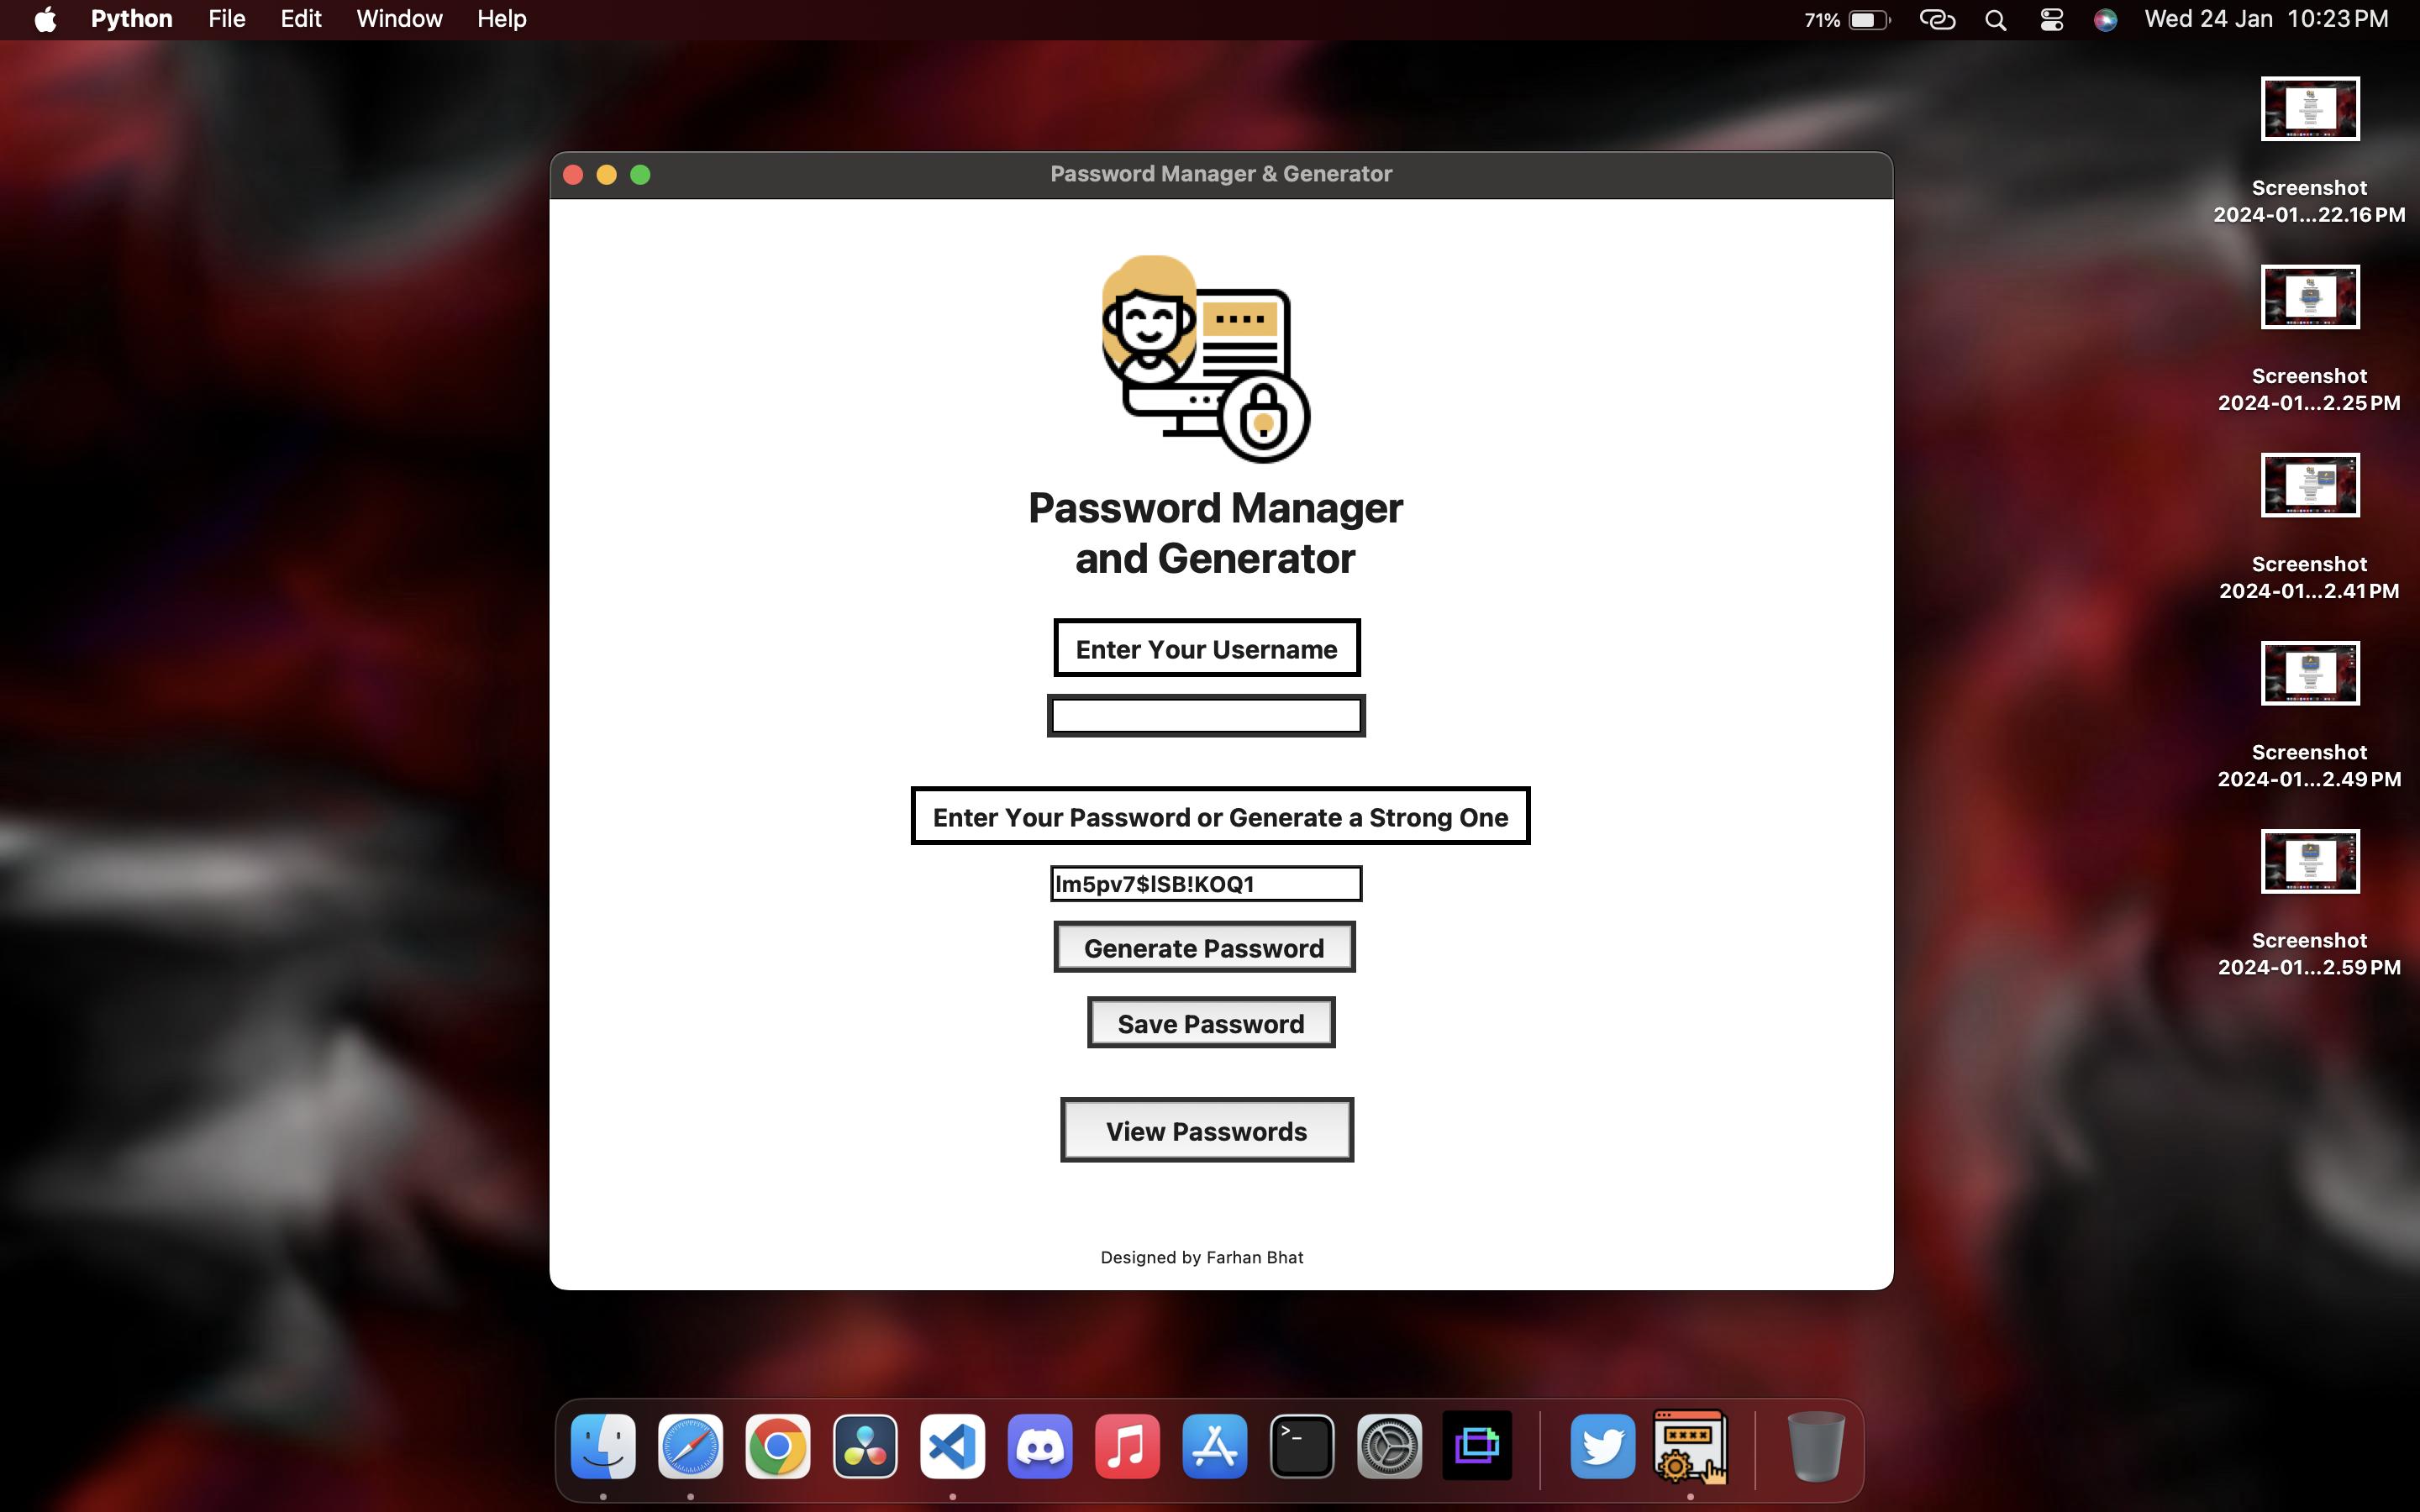 Python File Edit Window Help
71% Wed 24 Jan 10:23 PM
Password Manager & Generator
Password Manager
and Generator
Enter Your Username
Enter Your Password or Generate a Strong One
lm5pv7$lSB!KOQ1
Generate Password
Save Password
View Passwords
Designed by Farhan Bhat
Screenshot
2024-01...22.16 PM
Screenshot
2024-01...2.25 PM
Screenshot
2024-01...2.41 PM
Screenshot
2024-01...2.49 PM
Screenshot
2024-01...2.59 PM